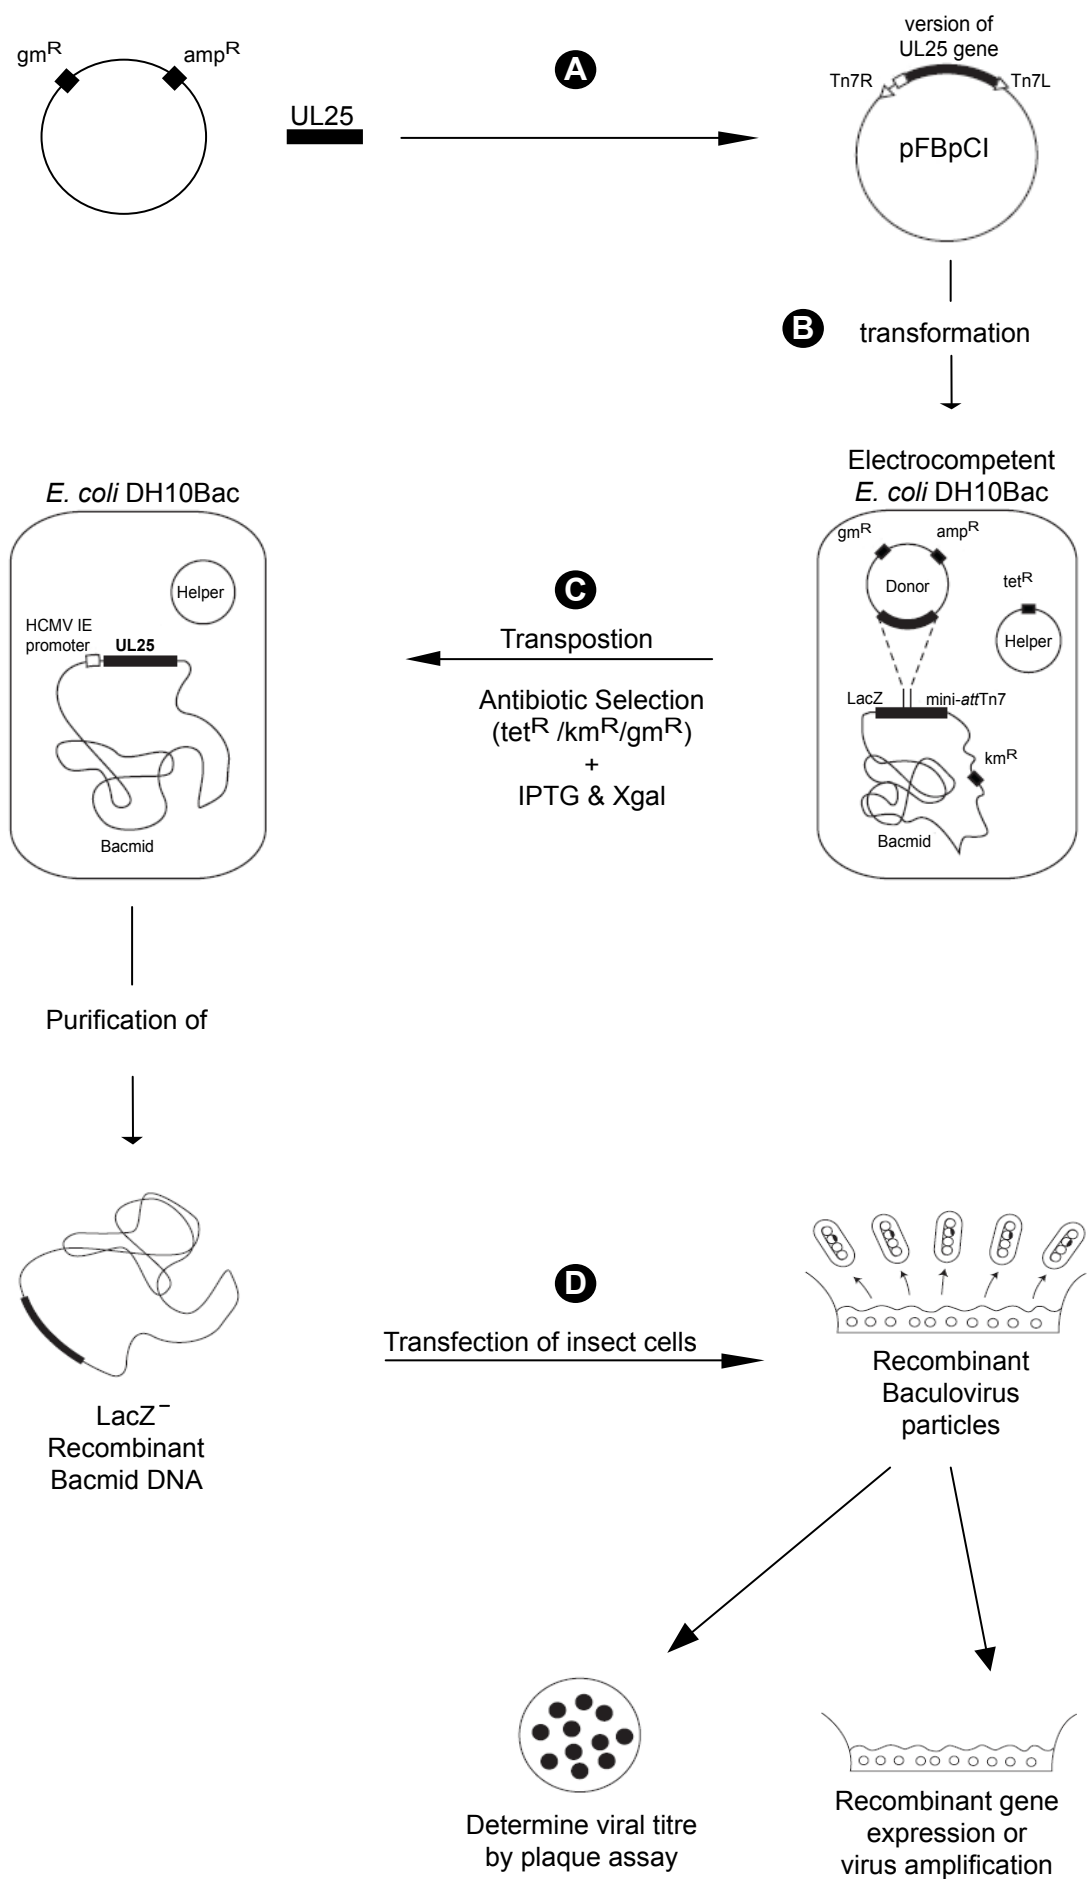 gmR
ampR
UL25
A
version of
UL25 gene
Tn7R
Tn7L
pFBpCI
B
transformation
Electrocompetent
E. coli DH10Bac
gmR
ampR
Donor
tetR
Helper
LacZ
mini-attTn7
kmR
Bacmid
C
Transpostion
Antibiotic Selection
(tetR /kmR/gmR)
+
IPTG & Xgal
E. coli DH10Bac
Helper
HCMV IE
promoter
UL25
Bacmid
Purification of
LacZ–
Recombinant
Bacmid DNA
D
Transfection of insect cells
Recombinant
Baculovirus
particles
Determine viral titre
by plaque assay
Recombinant gene
expression or
virus amplification